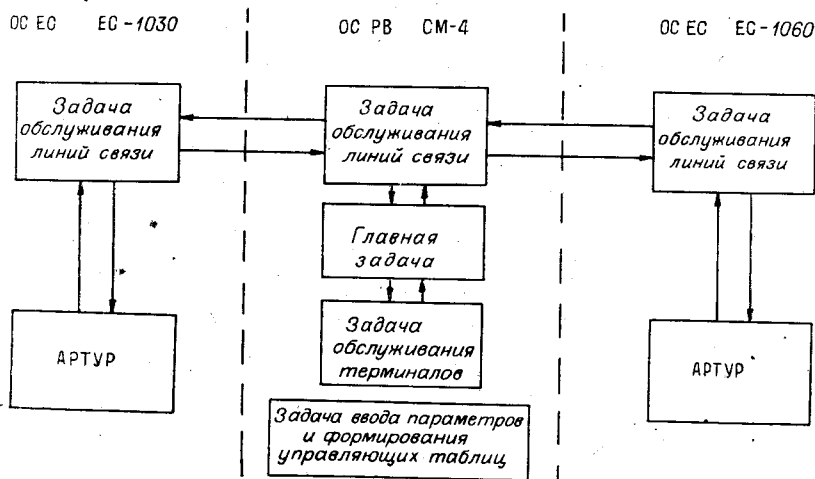 ОС ЕС ЕС-1030
ОС РВ СМ-4
ОС ЕС ЕС-1060
Задача
обслуживания
линий связи
Задача
обслуживания
линий связи
Задача
обслуживания
линий связи
Главная
задача
АРТУР
Задача
обслуживания
терминалов
АРТУР
Задача ввода параметров
и формирования
управляющих таблиц